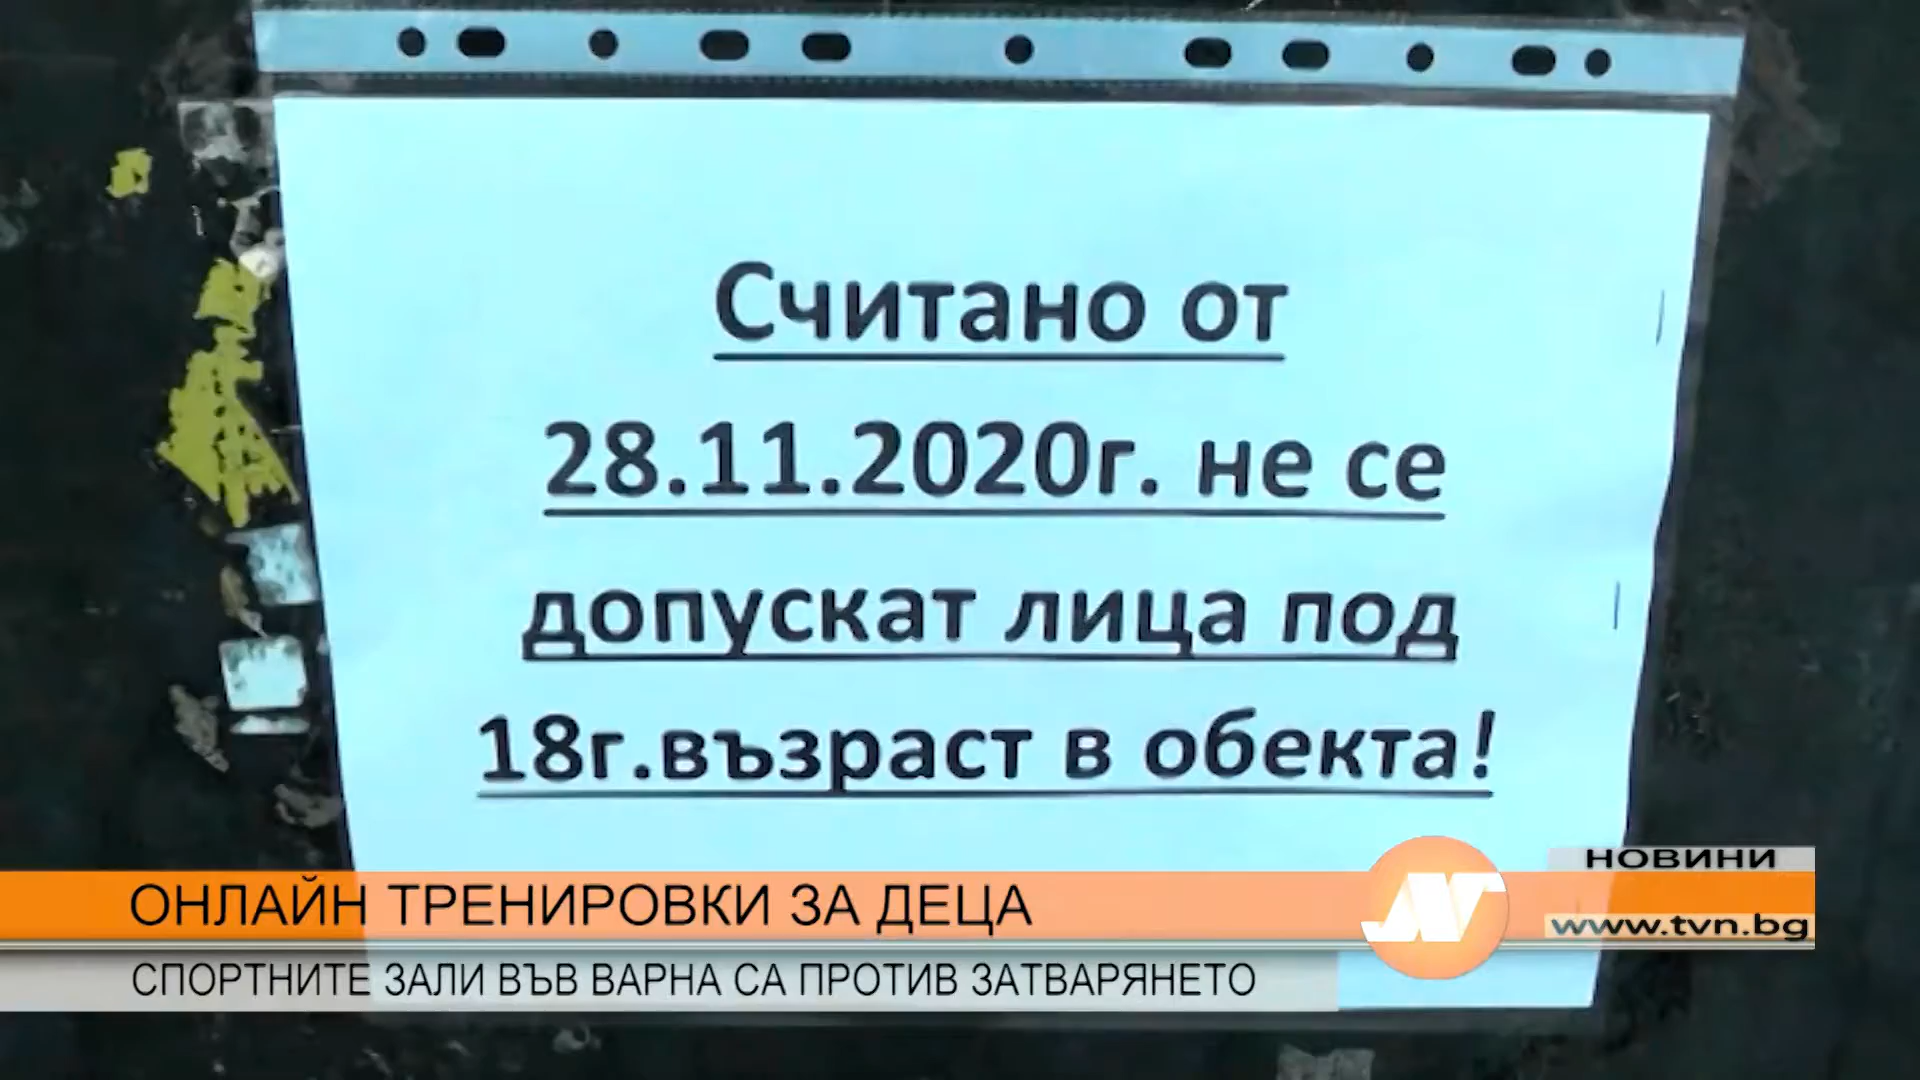 Считано от
28.11.2020г. не се
допускат лица под
18г.възраст в обекта!
НОВИНИ
ОНЛАЙН ТРЕНИРОВКИ ЗА ДЕЦА
www.tvn.bg
СПОРТНИТЕ ЗАЛИ ВЪВ ВАРНА СА ПРОТИВ ЗАТВАРЯНЕТО